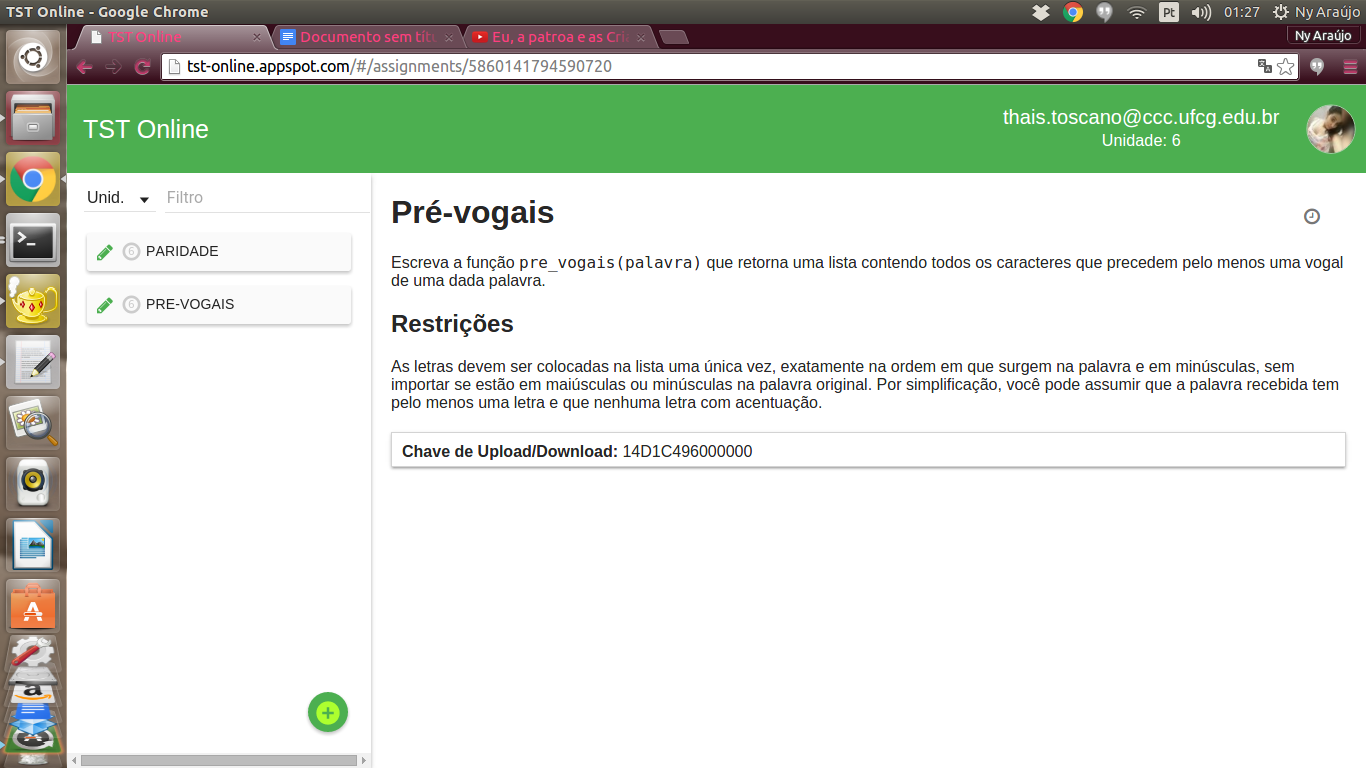 TST Online - Google Chrome
Pt
01:27
Ny Araújo
TST Online
Documento sem títu
Eu, a patroa e as Cria
Ny Araújo
tst-online.appspot.com/#/assignments/5860141794590720
TST Online
thais.toscano@ccc.ufcg.edu.br
Unidade: 6
Unid.
Filtro
6 PARIDADE
6 PRE-VOGAIS
Pré-vogais
Escreva a função pre_vogais(palavra) que retorna uma lista contendo todos os caracteres que precedem pelo menos uma vogal
de uma dada palavra.
Restrições
As letras devem ser colocadas na lista uma única vez, exatamente na ordem em que surgem na palavra e em minúsculas, sem
importar se estão em maiúsculas ou minúsculas na palavra original. Por simplificação, você pode assumir que a palavra recebida tem
pelo menos uma letra e que nenhuma letra com acentuação.
Chave de Upload/Download: 14D1C496000000